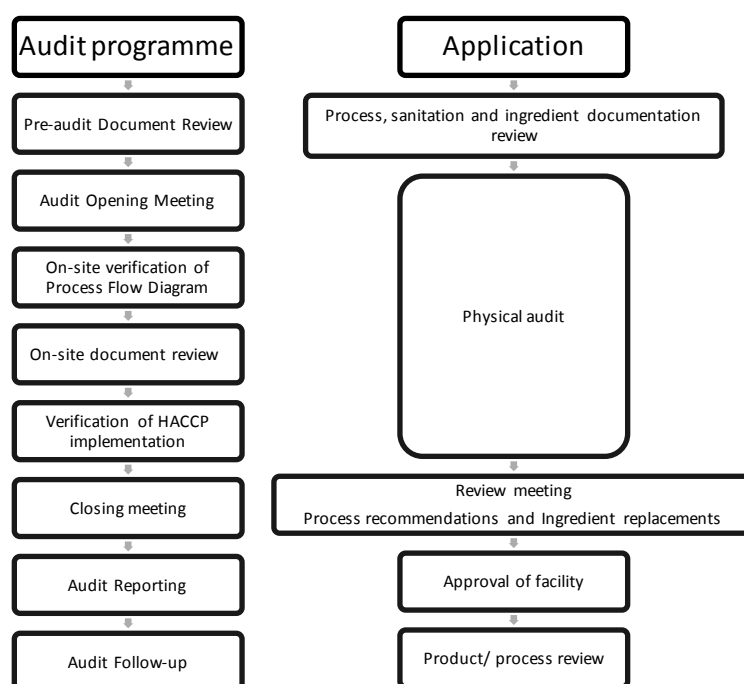 Audit programme
Pre-audit Document Review
Audit Opening Meeting
On-site verification of
Process Flow Diagram
On-site document review
Verification of HACCP
implementation
Closing meeting
Audit Reporting
Audit Follow-up
Application
Process, sanitation and ingredient documentation
review
Physical audit
Review meeting
Process recommendations and Ingredient replacements
Approval of facility
Product/ process review